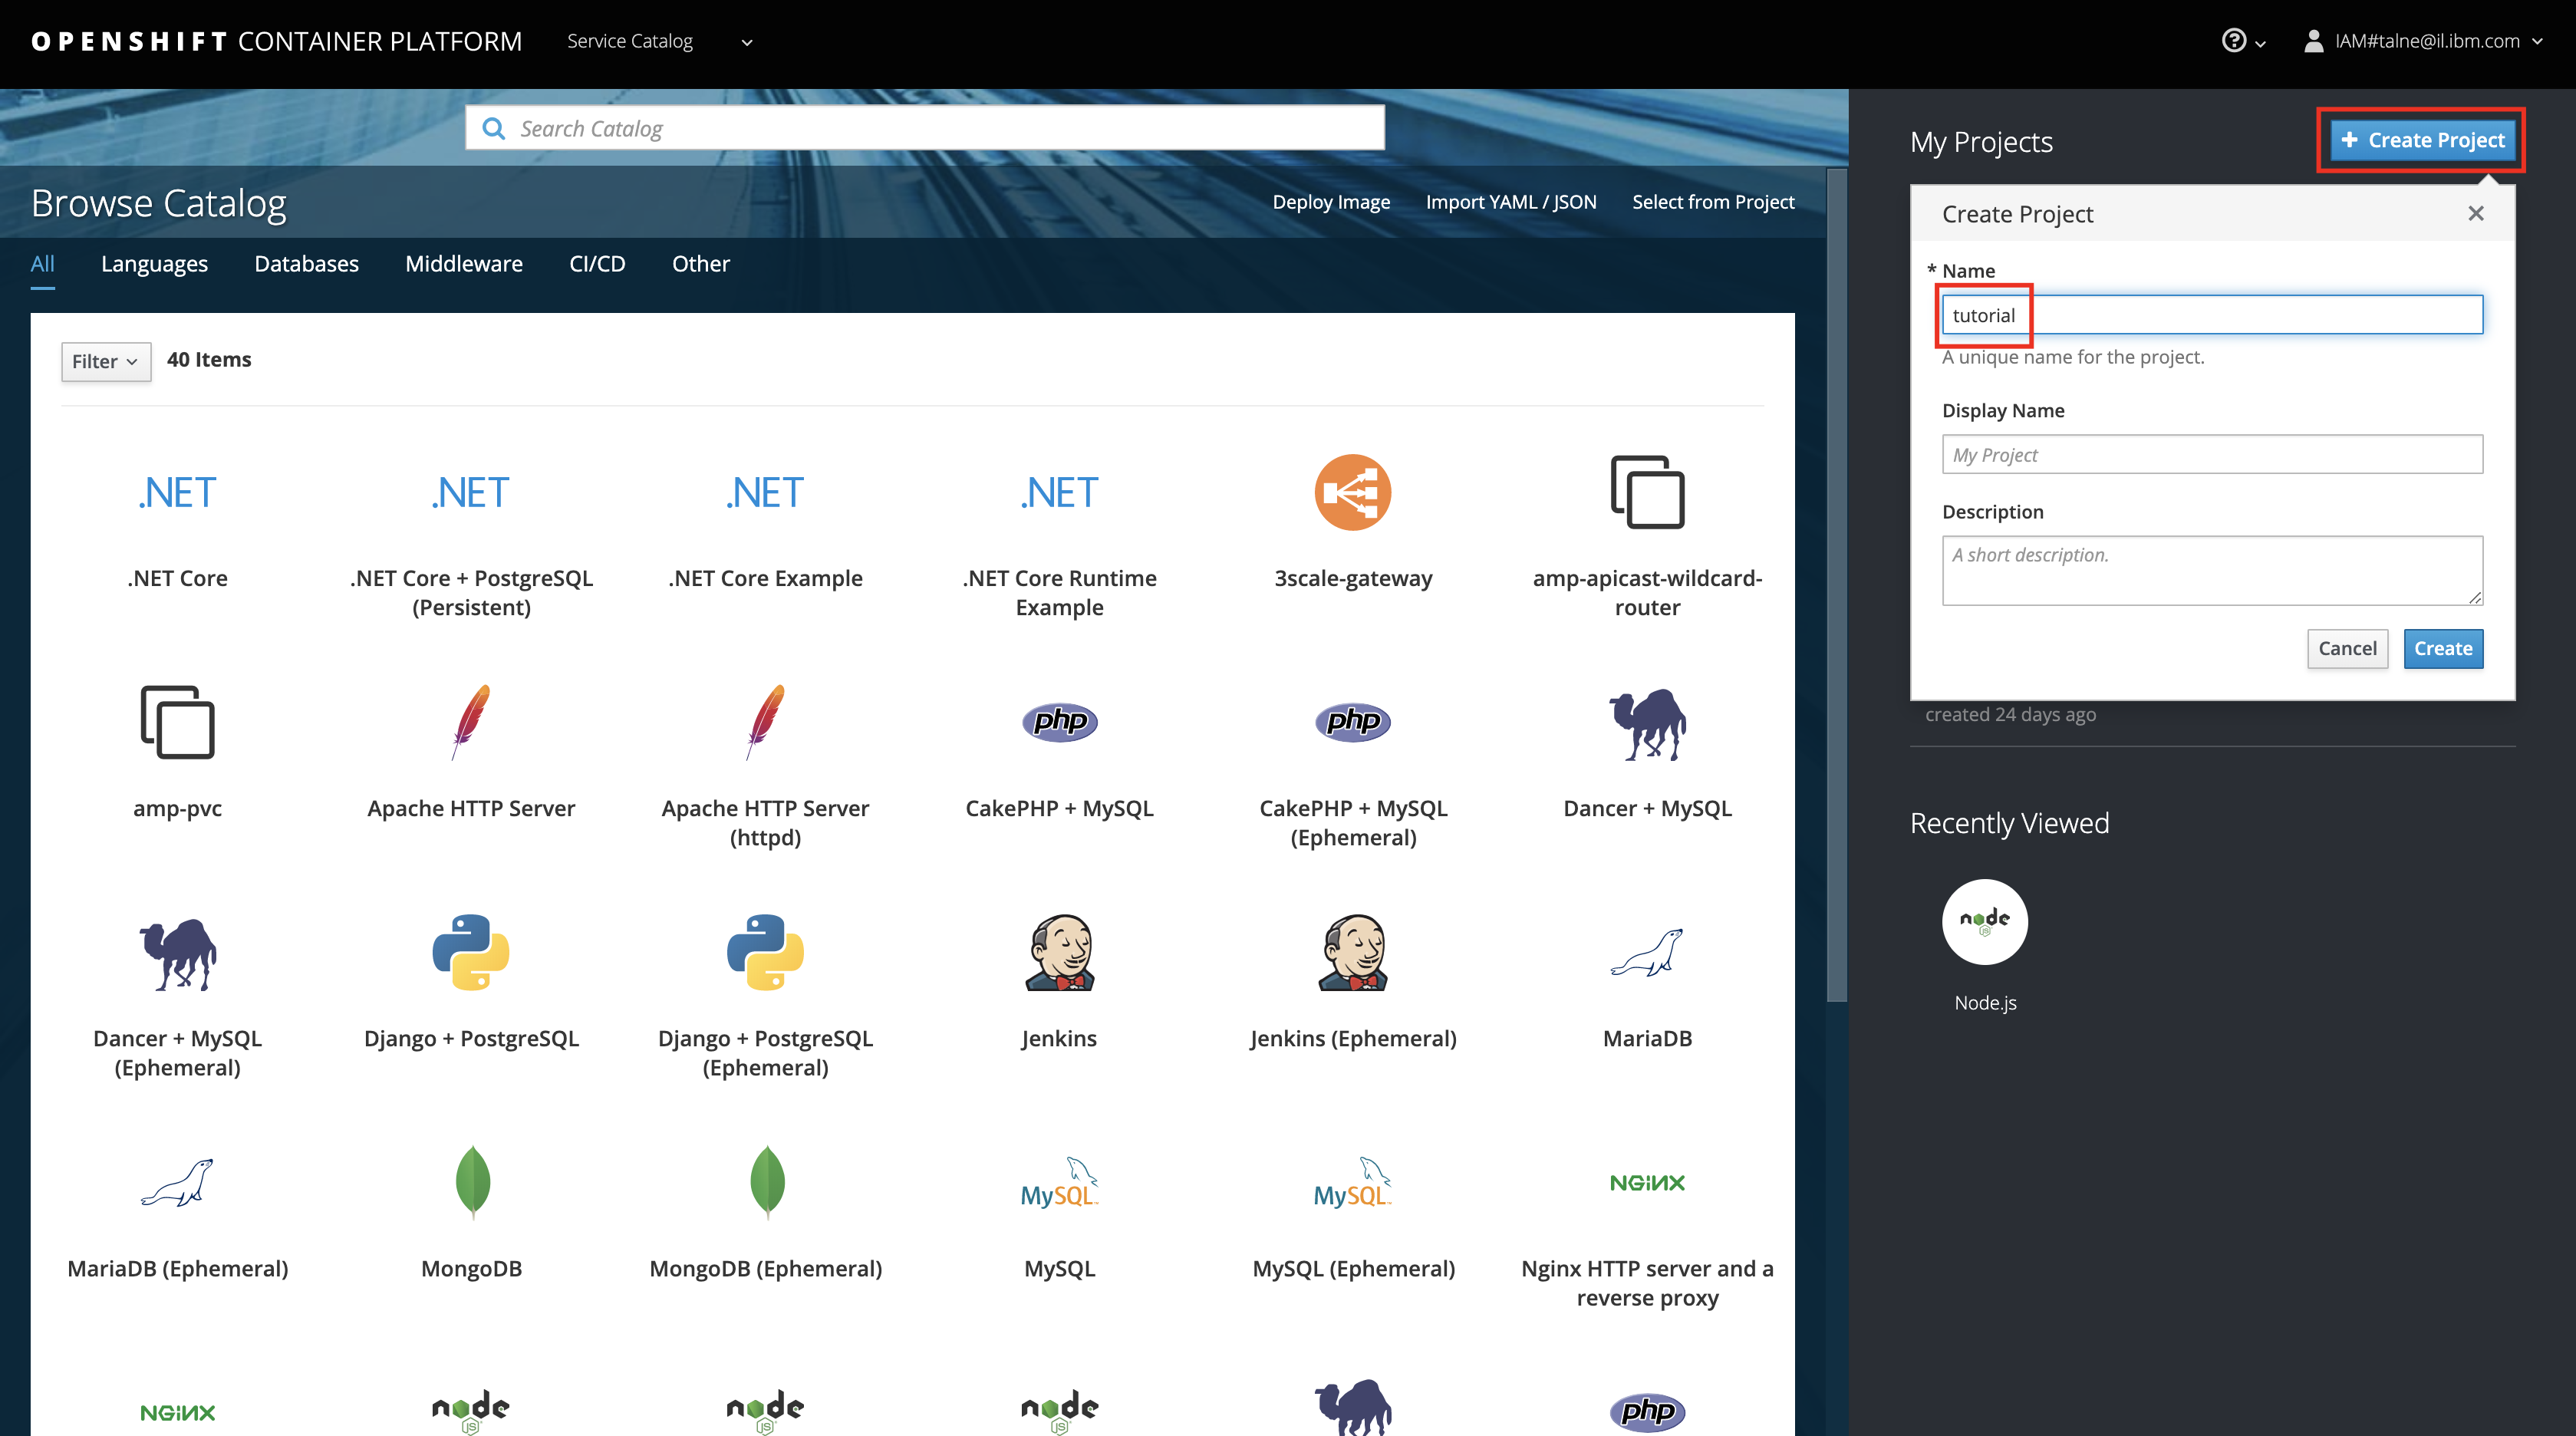 OPENSHIFT CONTAINER PLATFORM
Service Catalog
IAM#talne@il.ibm.com
Search Catalog
Browse Catalog
Deploy Image
Import YAML / JSON
Select from Project
All
Languages
Databases
Middleware
CI/CD
Other
Filter
40 Items
.NET
.NET
.NET
.NET
.NET Core
.NET Core + PostgreSQL
(Persistent)
.NET Core Example
.NET Core Runtime
Example
3scale-gateway
amp-apicast-wildcard-
router
php
php
amp-pvc
Apache HTTP Server
Apache HTTP Server
(httpd)
CakePHP + MySQL
CakePHP + MySQL
(Ephemeral)
Dancer + MySQL
Dancer + MySQL
(Ephemeral)
Django + PostgreSQL
Django + PostgreSQL
(Ephemeral)
Jenkins
Jenkins (Ephemeral)
MariaDB
MySQL
MySQL
NGINX
MariaDB (Ephemeral)
MongoDB
MongoDB (Ephemeral)
MySQL
MySQL (Ephemeral)
Nginx HTTP server and a
reverse proxy
NGINX
node
JS
node
JS
node
JS
php
My Projects
+ Create Project
Create Project
* Name
tutorial
A unique name for the project.
Display Name
My Project
Description
A short description.
Cancel
Create
created 24 days ago
Recently Viewed
node
JS
Node.js